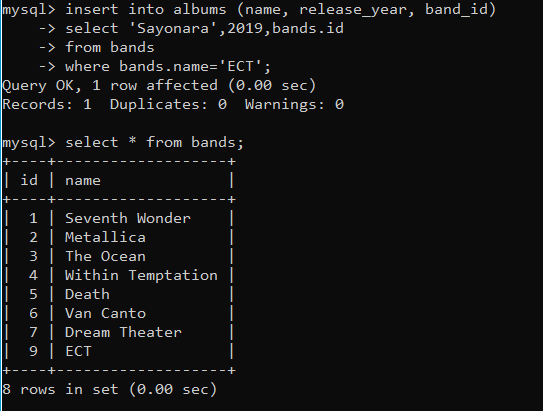 mysql> insert into albums (name, release_year, band_id)
    -> select 'Sayonara',2019,bands.id
    -> from bands
    -> where bands.name='ECT';
Query OK, 1 row affected (0.00 sec)
Records: 1  Duplicates: 0  Warnings: 0

mysql> select * from bands;
+----+-------------------+
| id | name              |
+----+-------------------+
|  1 | Seventh Wonder    |
|  2 | Metallica         |
|  3 | The Ocean         |
|  4 | Within Temptation |
|  5 | Death             |
|  6 | Van Canto         |
|  7 | Dream Theater     |
|  9 | ECT               |
+----+-------------------+
8 rows in set (0.00 sec)